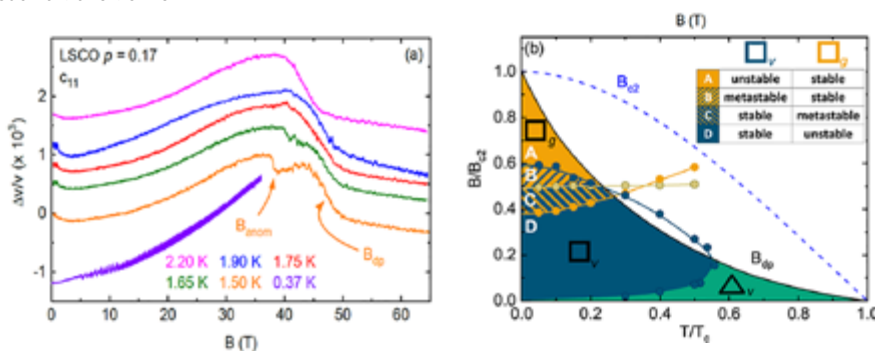 B (T)
LSCO p = 0.17
(a)
c11
Δv/v (x 10³)
2
1
0
-1
Bmom
Bdp
2.20 K 1.90 K 1.75 K
1.65 K 1.50 K 0.37 K
0 10 20 30 40 50 60
B (T)
(b)
v g
A unstable stable
B metastable stable
C stable metastable
D stable unstable
Bc2
B/Bc2
1.0
0.8
0.6
0.4
0.2
0.0
g
A
B
C
D
v
Bdp
v
0.0 0.2 0.4 0.6 0.8 1.0
T/Tc